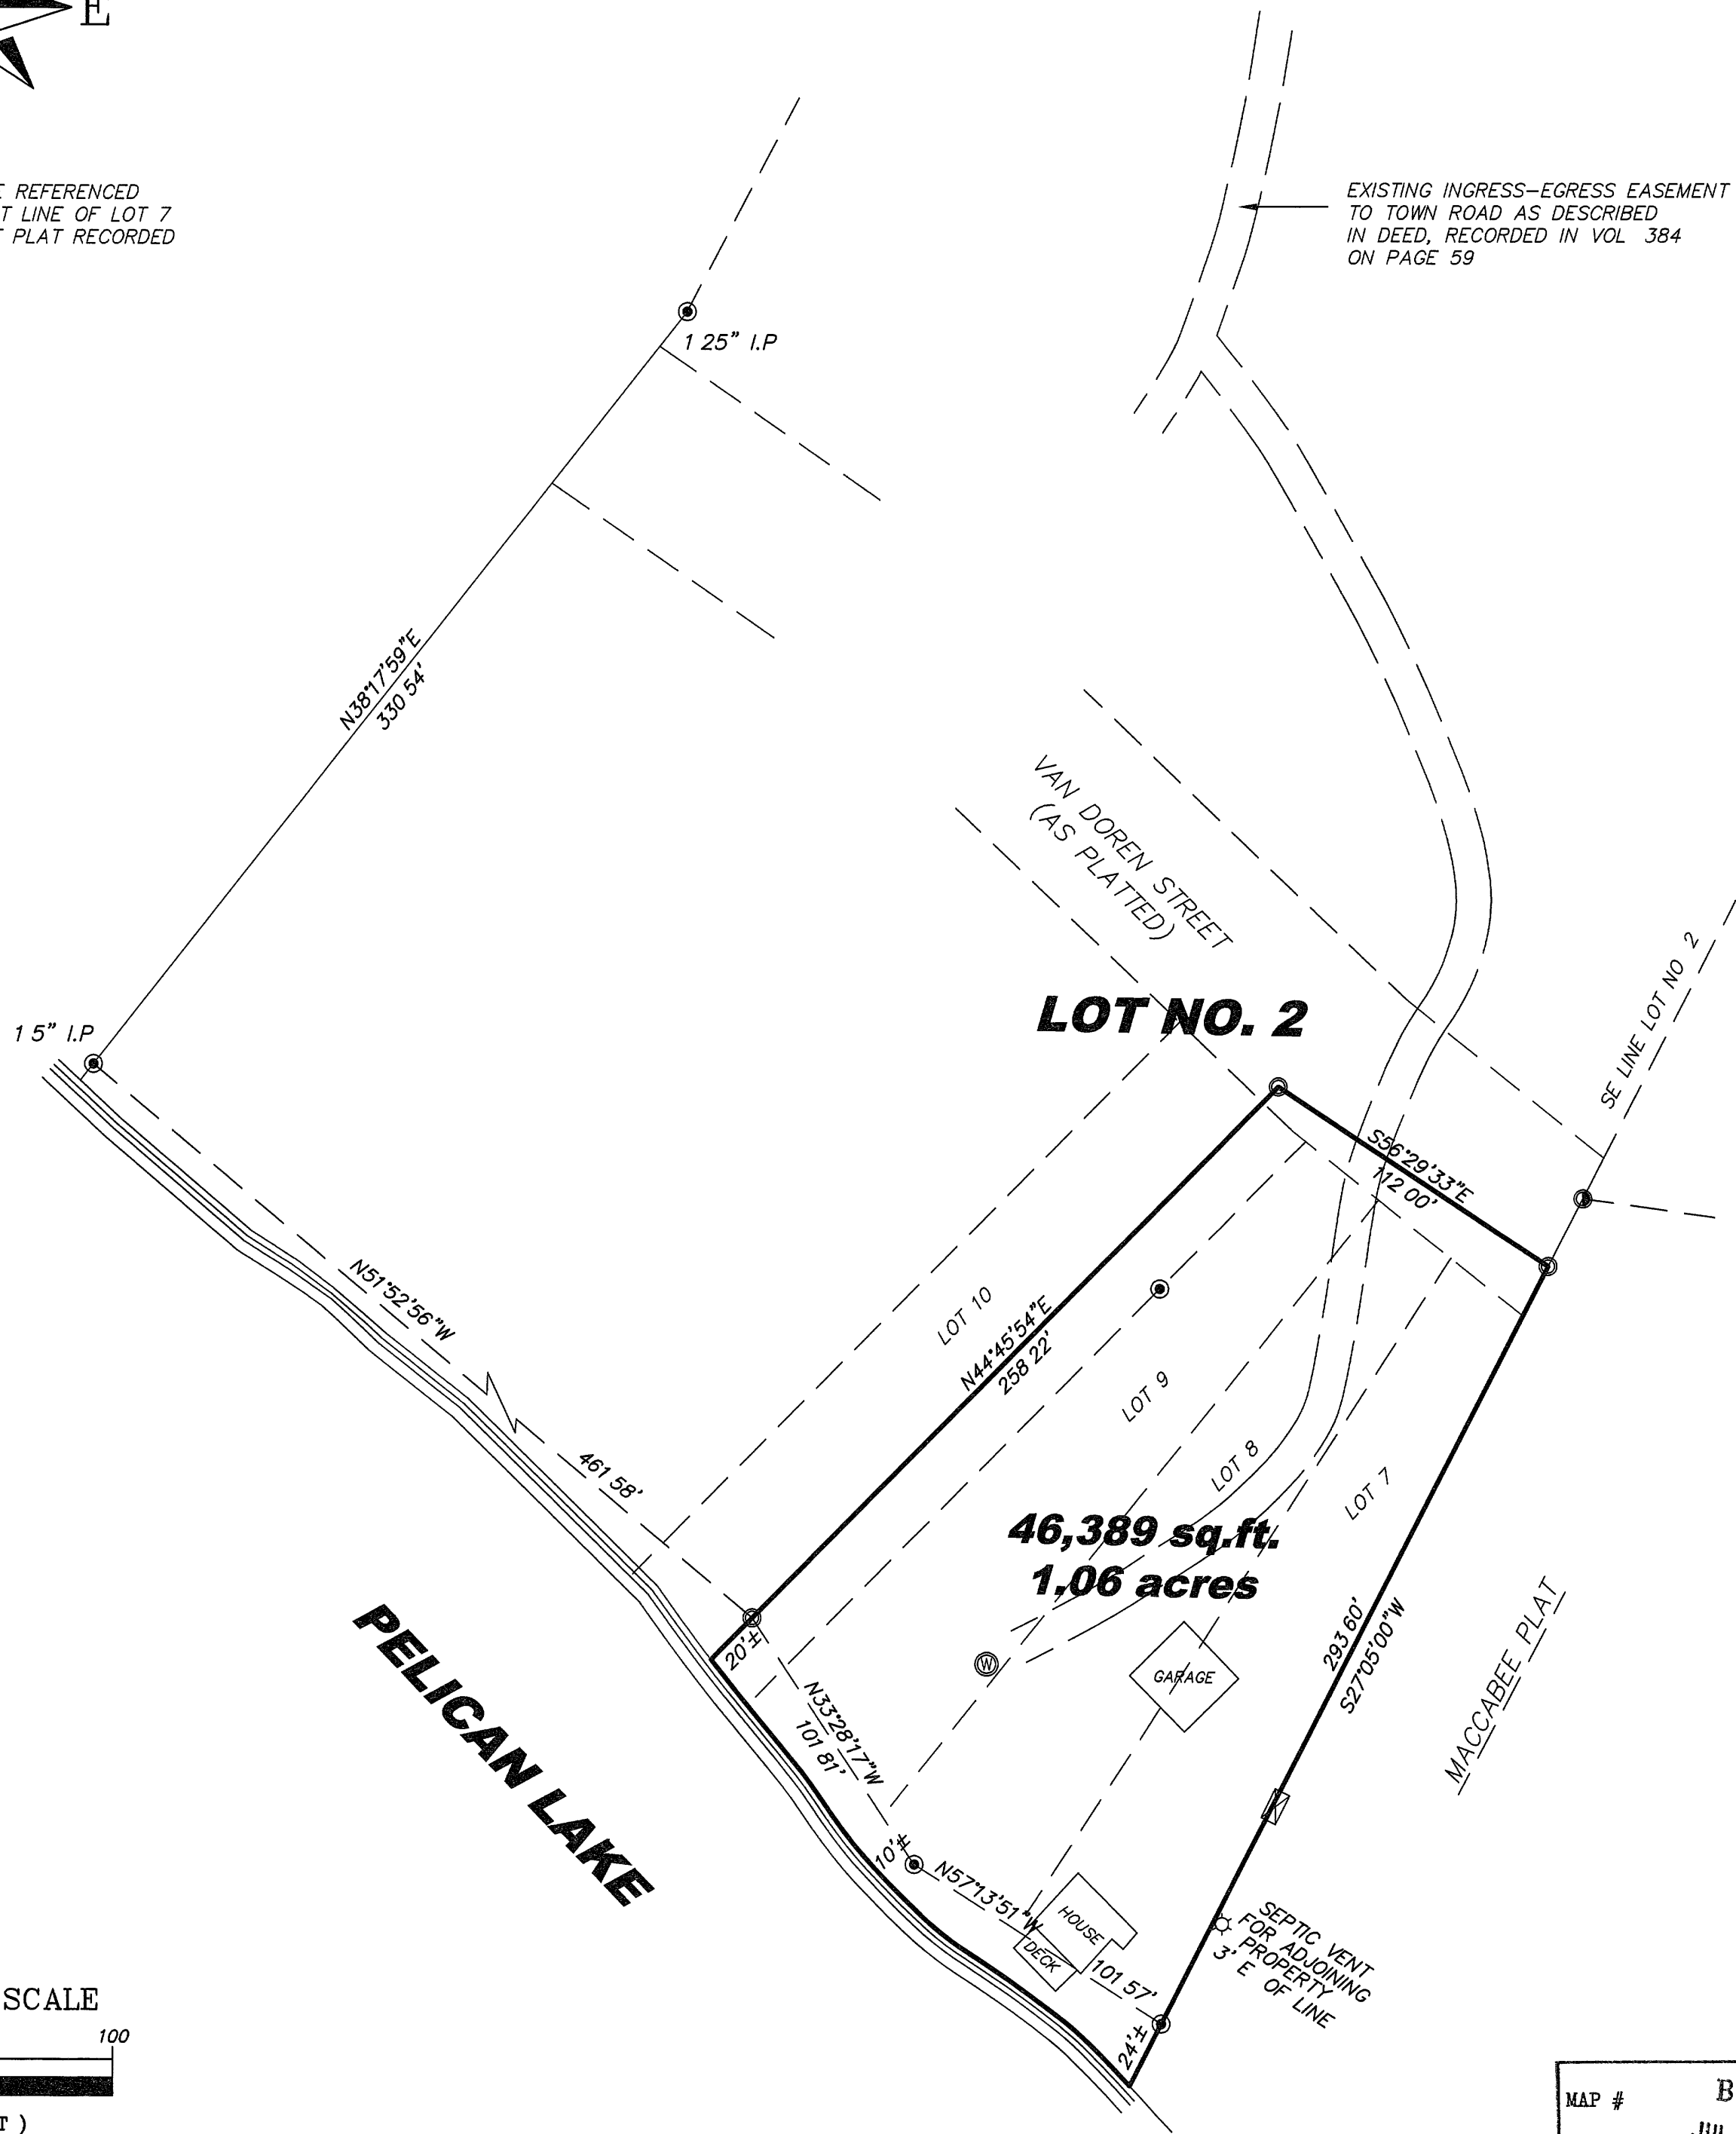 E
E REFERENCED
T LINE OF LOT 7
T PLAT RECORDED
EXISTING INGRESS-EGRESS EASEMENT
TO TOWN ROAD AS DESCRIBED
IN DEED, RECORDED IN VOL 384
ON PAGE 59
1 25" I.P
N38°17'59"E
330 54'
VAN DOREN STREET
(AS PLATTED)
SE LINE LOT NO 2
LOT NO. 2
1 5" I.P
S56°29'33"E
112 00'
N51°52'56"W
461 58'
LOT 10
N44°45'54"E
258 22'
LOT 9
LOT 8
LOT 7
46,389 sq.ft.
1.06 acres
293 60'
S27°05'00"W
MACCABEE PLAT
PELICAN LAKE
20'±
W
GARAGE
N33°28'17"W
101 81'
10'±
N57°13'51"W
101 57'
HOUSE
DECK
SEPTIC VENT
FOR ADJOINING
PROPERTY
3' E OF LINE
24'±
SCALE
100
T )
MAP #
B